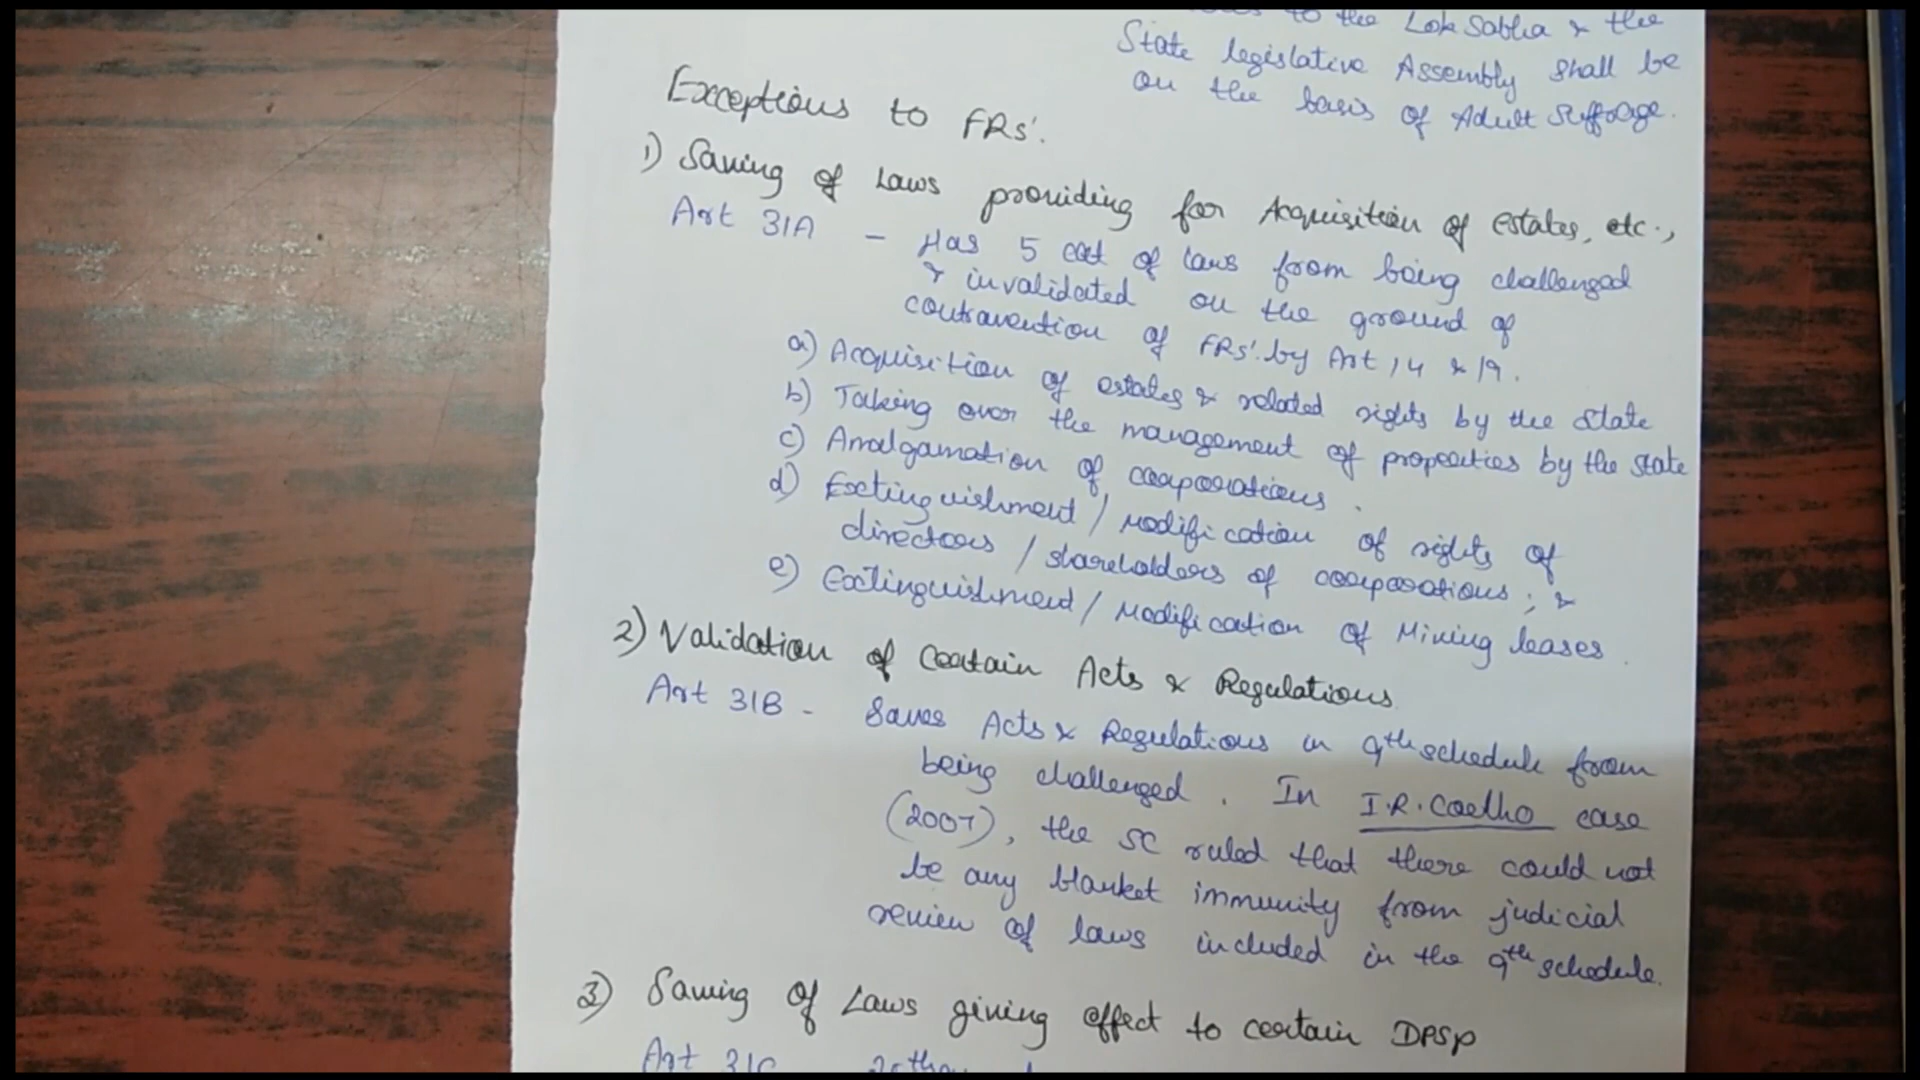 to the Lok Sabha & the
State legislative Assembly shall be
on the basis of Adult Suffrage.
Exceptions to FRs'.
1) Saving of Laws providing for Acquisition of estates, etc.,
Art 31A - Has 5 cat of laws from being challenged
& invalidated on the ground of
contravention of FRs'. by Art 14 & 19.
a) Acquisition of estates & related rights by the State
b) Taking over the management of properties by the State
c) Amalgamation of corporations.
d) Extinguishment / Modification of rights of
directors / shareholders of corporations; &
e) Extinguishment / Modification of Mining leases.
2) Validation of Certain Acts & Regulations
Art 31B - Saves Acts & Regulations in 9th schedule from
being challenged. In I.R. Coelho case
(2007), the SC ruled that there could not
be any blanket immunity from judicial
review of laws included in the 9th schedule.
3) Saving of Laws giving effect to certain DPSP
Art 31C